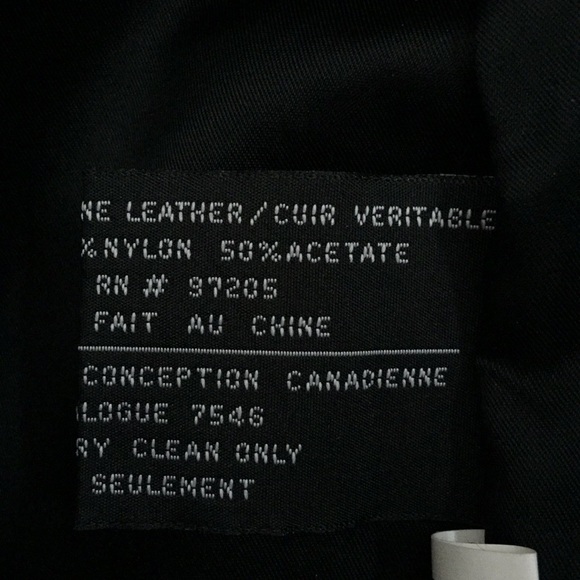 NE LEATHER/CUIR VERITABLE
%NYLON 50%ACETATE
RN # 97205
FAIT AU CHINE
CONCEPTION CANADIENNE
LOGUE 7546
RY CLEAN ONLY
SEULEMENT